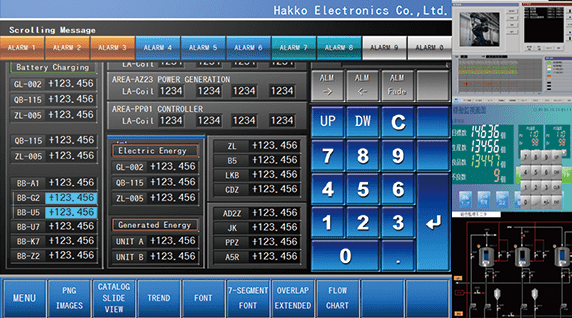 Hakko Electronics Co.,Ltd.
Scrolling Message
ALARM 1 ALARM 2 ALARM 3 ALARM 4 ALARM 5 ALARM 6 ALARM 7 ALARM 8 ALARM 9 ALARM 0
Battery Charging
GL-002 +123,456
QB-115 +123,456
ZL-005 +123,456
QB-115 +123,456
ZL-005 +123,456
BB-A1 +123,456
BB-G2 +123,456
BB-U5 +123,456
BB-U7 +123,456
BB-K7 +123,456
BB-Z2 +123,456
LA-Coil 1234 1234 1234 1234
AREA-AZ23 POWER GENERATION
LA-Coil 1234 1234 1234 1234
AREA-PP01 CONTROLLER
LA-Coil 1234 1234 1234 1234
Electric Energy
GL-002 +123,456
QB-115 +123,456
ZL-005 +123,456
Generated Energy
UNIT A +123,456
UNIT B +123,456
ZL +123,456
B5 +123,456
LKB +123,456
CDZ +123,456
AD2Z +123,456
JK +123,456
PPZ +123,456
A5R +123,456
ALM → ALM ← ALM Fade
UP DW C
7 8 9
4 5 6
1 2 3
0 .
MENU
PNG IMAGES
CATALOG SLIDE VIEW
TREND
FONT
7-SEGMENT FONT
OVERLAP EXTENDED
FLOW CHART
14636
13456
13447
9